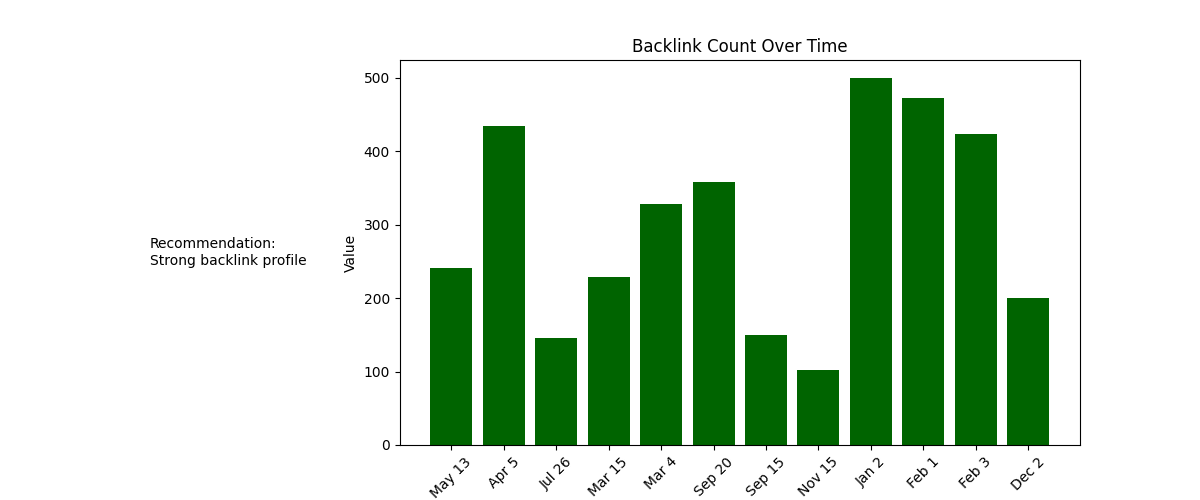 Backlink Count Over Time
Recommendation:
Strong backlink profile
Value
500
400
300
200
100
0
May 13
Apr 5
Jul 26
Mar 15
Mar 4
Sep 20
Sep 15
Nov 15
Jan 2
Feb 1
Feb 3
Dec 2